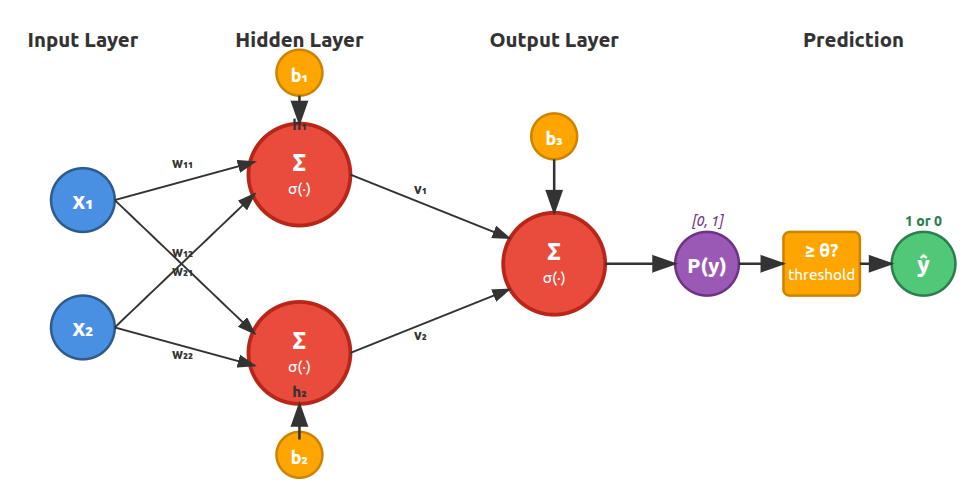 Input Layer
Hidden Layer
Output Layer
Prediction
b₁
h₁
Σ
σ(·)
b₃
x₁
x₂
w₁₁
w₁₂
w₂₁
w₂₂
v₁
v₂
Σ
σ(·)
h₂
b₂
Σ
σ(·)
[0, 1]
P(y)
≥ θ?
threshold
1 or 0
ŷ